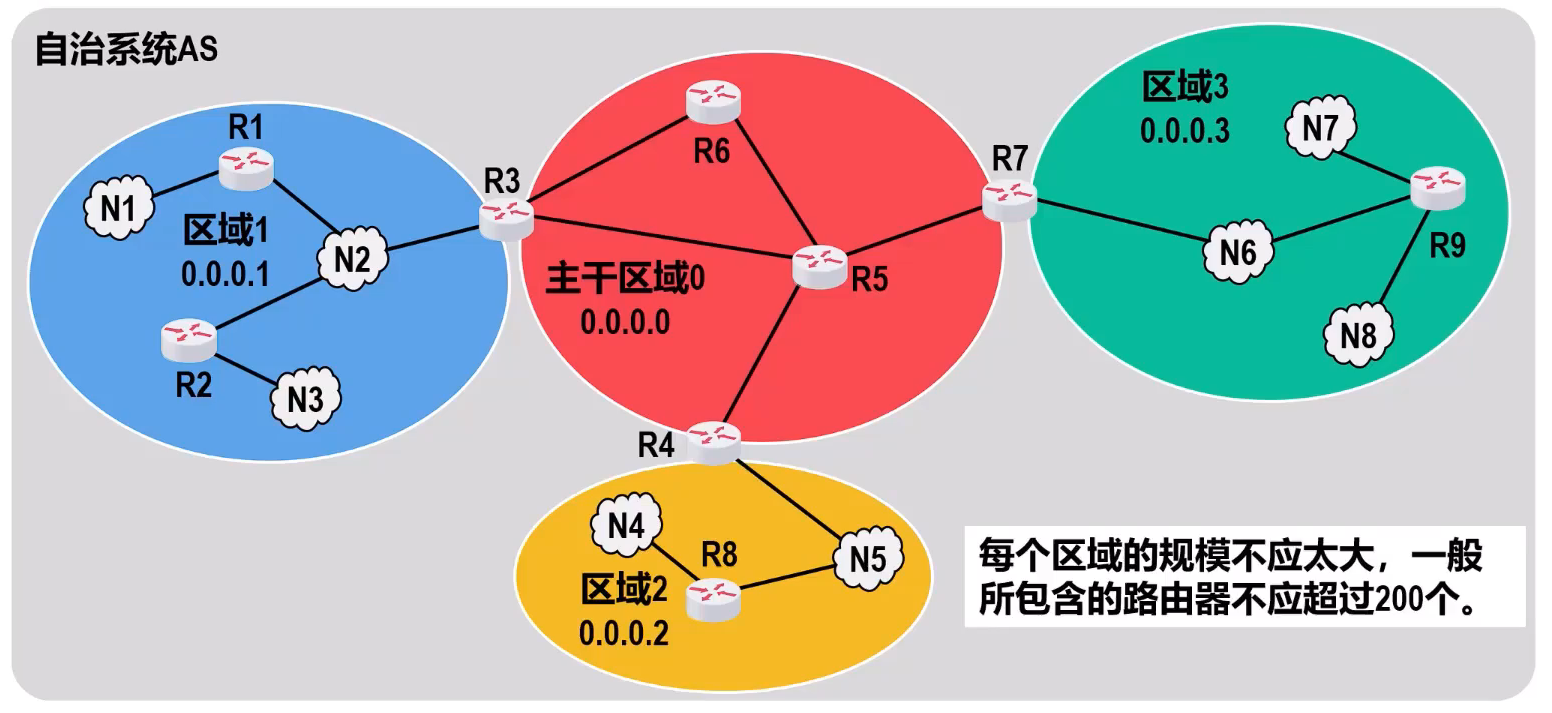 自治系统AS
区域1
0.0.0.1
R1
N1
N2
R2
N3
R3
R6
主干区域0
0.0.0.0
R5
R4
R7
区域3
0.0.0.3
N7
N6
R9
N8
N4
R8
N5
区域2
0.0.0.2
每个区域的规模不应太大，一般
所包含的路由器不应超过200个。